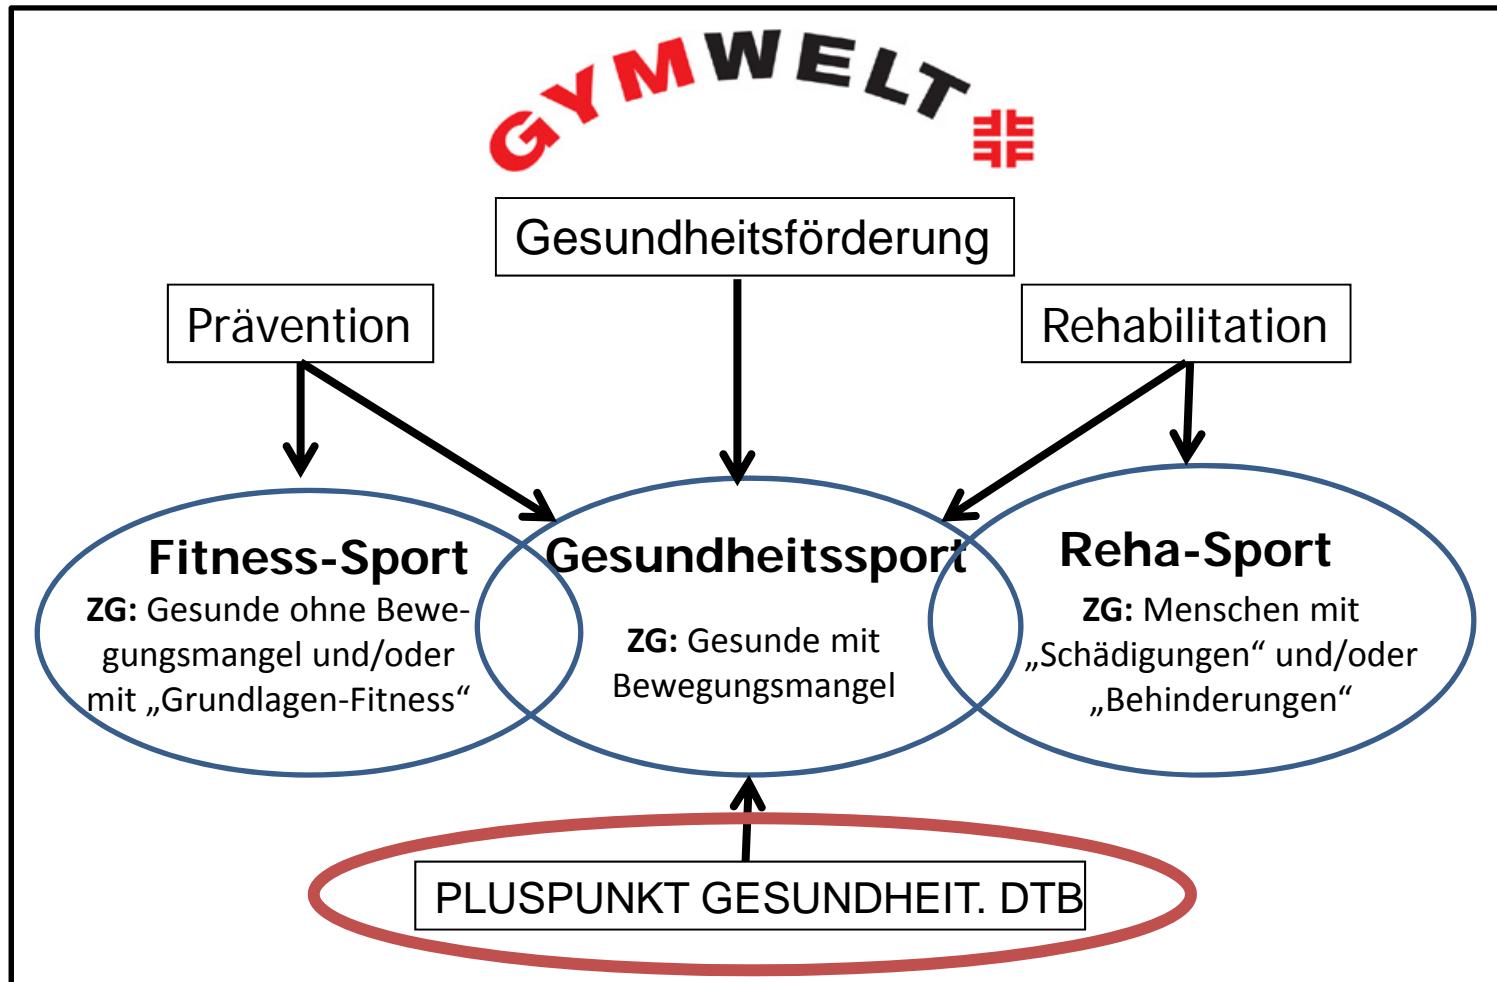 GYMWELT
Gesundheitsförderung
Prävention
Rehabilitation
Fitness-Sport
ZG: Gesunde ohne Bewe-
gungsmangel und/oder
mit „Grundlagen-Fitness“
Gesundheitssport
ZG: Gesunde mit
Bewegungsmangel
Reha-Sport
ZG: Menschen mit
„Schädigungen“ und/oder
„Behinderungen“
PLUSPUNKT GESUNDHEIT. DTB